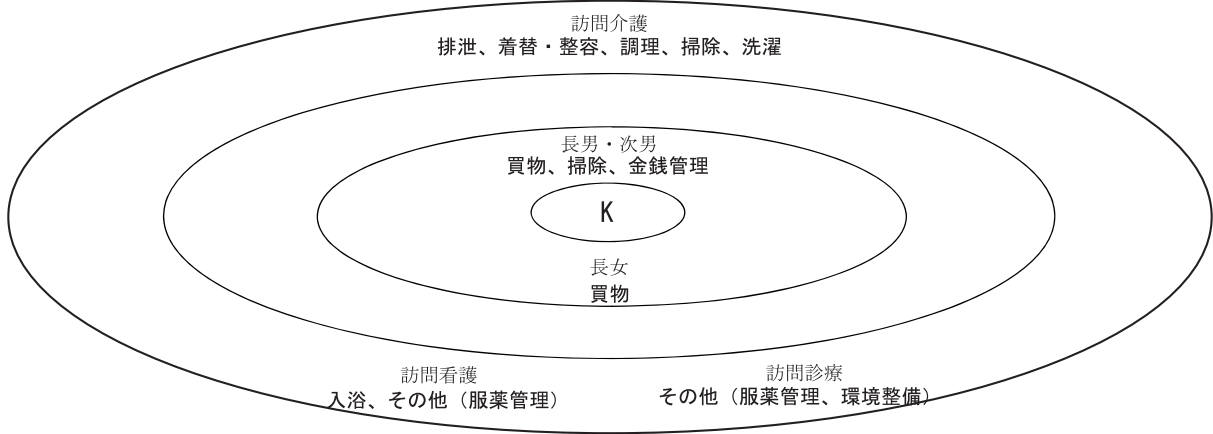 訪問介護
排泄、着替・整容、調理、掃除、洗濯
長男・次男
買物、掃除、金銭管理
K
長女
買物
訪問看護
入浴、その他（服薬管理）
訪問診療
その他（服薬管理、環境整備）